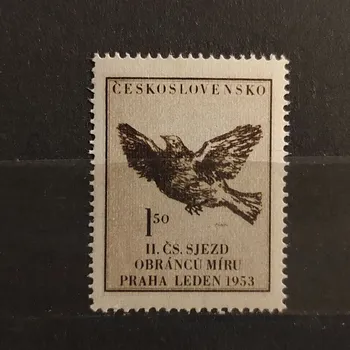 ČESKOSLOVENSKO
1 50
II. ČS. SJEZD
OBRÁNCŮ MÍRU
PRAHA LEDEN 1953